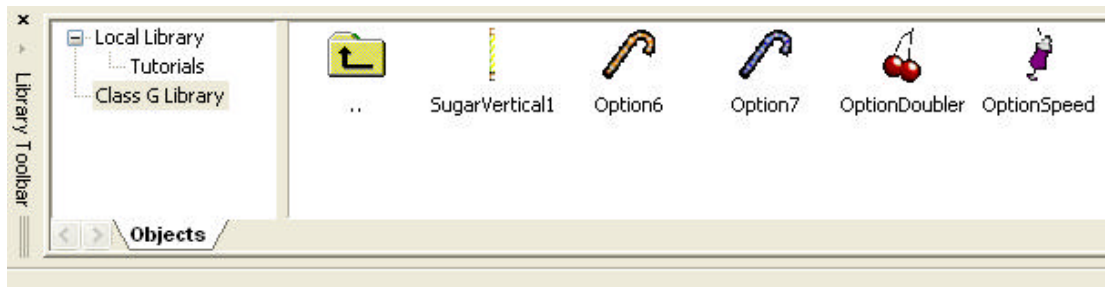 Library Toolbar
Local Library
Tutorials
Class G Library
..
SugarVertical1
Option6
Option7
OptionDoubler
OptionSpeed
Objects